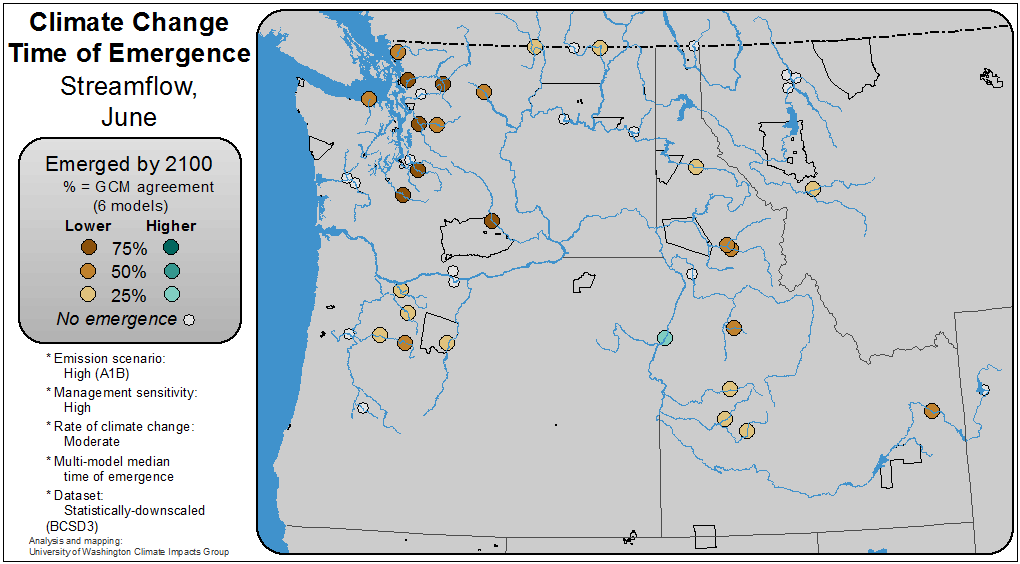 Climate Change
Time of Emergence
Streamflow,
June
Emerged by 2100
% = GCM agreement
(6 models)
Lower Higher
75%
50%
25%
No emergence
* Emission scenario:
High (A1B)
* Management sensitivity:
High
* Rate of climate change:
Moderate
* Multi-model median
time of emergence
* Dataset:
Statistically-downscaled
(BCSD3)
Analysis and mapping:
University of Washington Climate Impacts Group